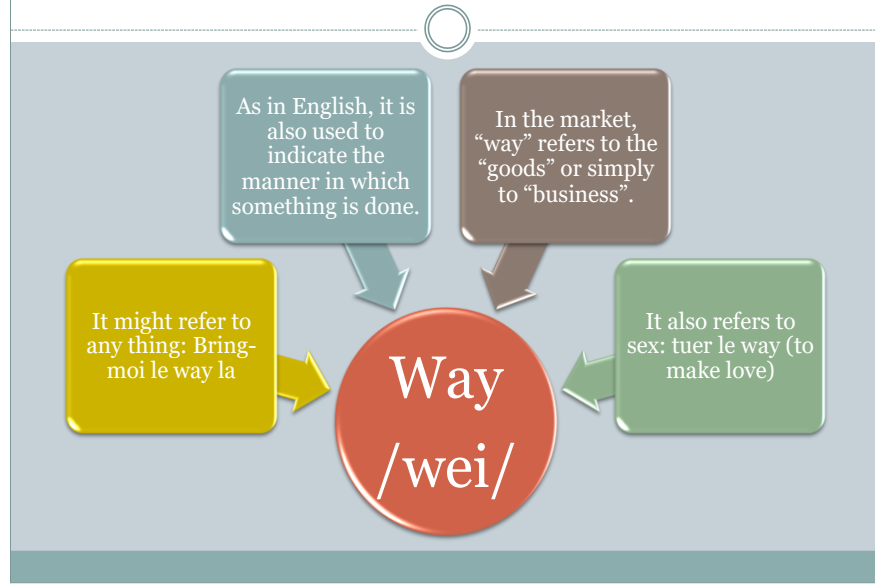 As in English, it is
also used to
indicate the
manner in which
something is done.
In the market,
“way” refers to the
“goods” or simply
to “business”.
It might refer to
any thing: Bring-
moi le way la
It also refers to
sex: tuer le way (to
make love)
Way
/wei/